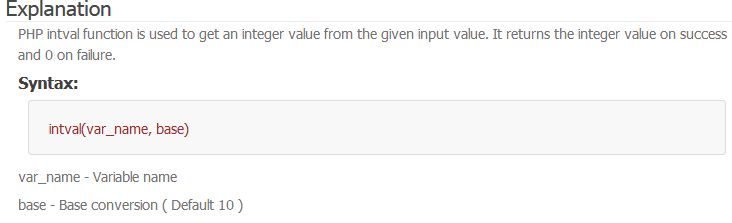 Explanation
PHP intval function is used to get an integer value from the given input value. It returns the integer value on success
and 0 on failure.
Syntax:
intval(var_name, base)
var_name - Variable name
base - Base conversion ( Default 10 )